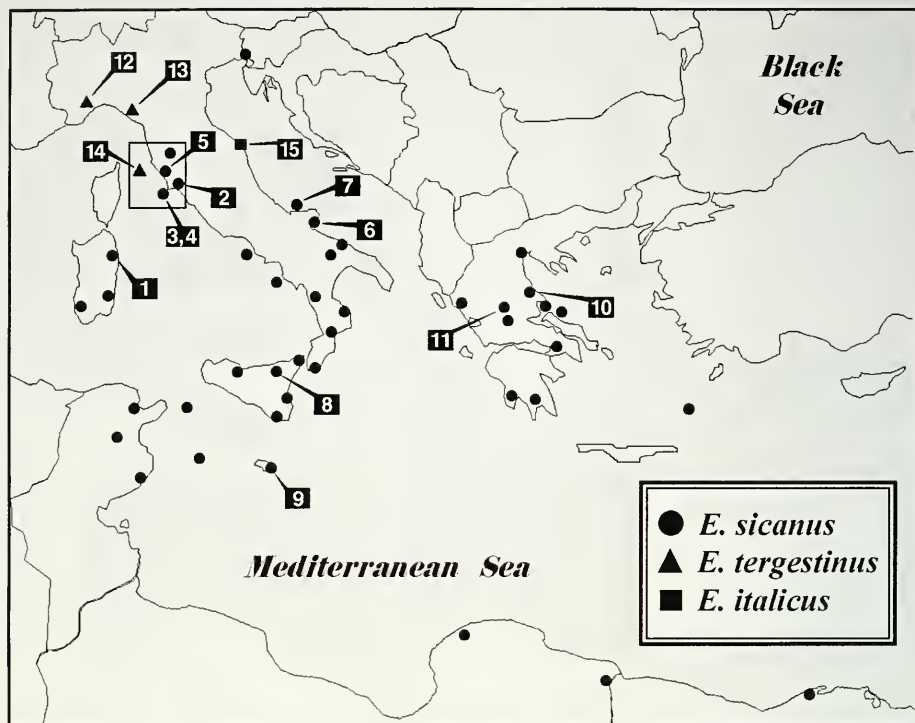 12
13
Black
Sea
5
15
14
2
7
3,4
6
1
10
11
8
9
E. sicanus
Mediterranean Sea
E. tergestinus
E. italicus